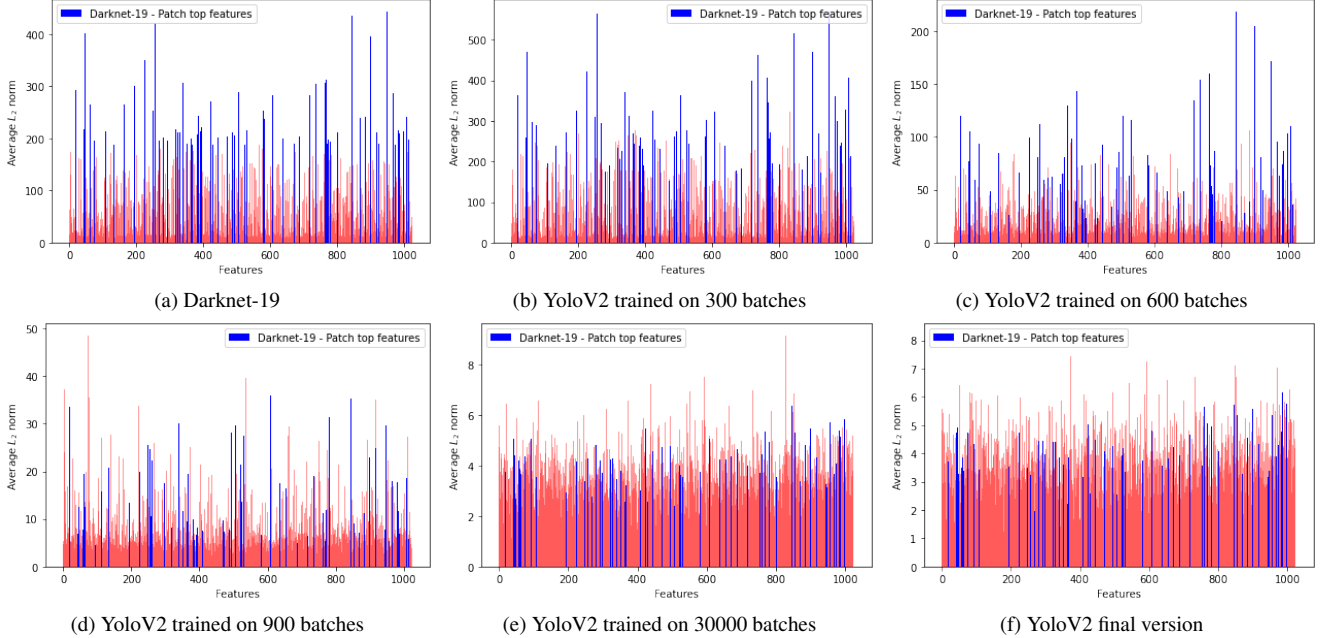 Darknet-19 - Patch top features
Average L2 norm
400
300
200
100
0
0 200 400 600 800 1000
Features
(a) Darknet-19
Darknet-19 - Patch top features
Average L2 norm
500
400
300
200
100
0
0 200 400 600 800 1000
Features
(b) YoloV2 trained on 300 batches
Darknet-19 - Patch top features
Average L2 norm
200
150
100
50
0
0 200 400 600 800 1000
Features
(c) YoloV2 trained on 600 batches
Darknet-19 - Patch top features
Average L2 norm
50
40
30
20
10
0
0 200 400 600 800 1000
Features
(d) YoloV2 trained on 900 batches
Darknet-19 - Patch top features
Average L2 norm
8
6
4
2
0
0 200 400 600 800 1000
Features
(e) YoloV2 trained on 30000 batches
Darknet-19 - Patch top features
Average L2 norm
8
7
6
5
4
3
2
1
0
0 200 400 600 800 1000
Features
(f) YoloV2 final version